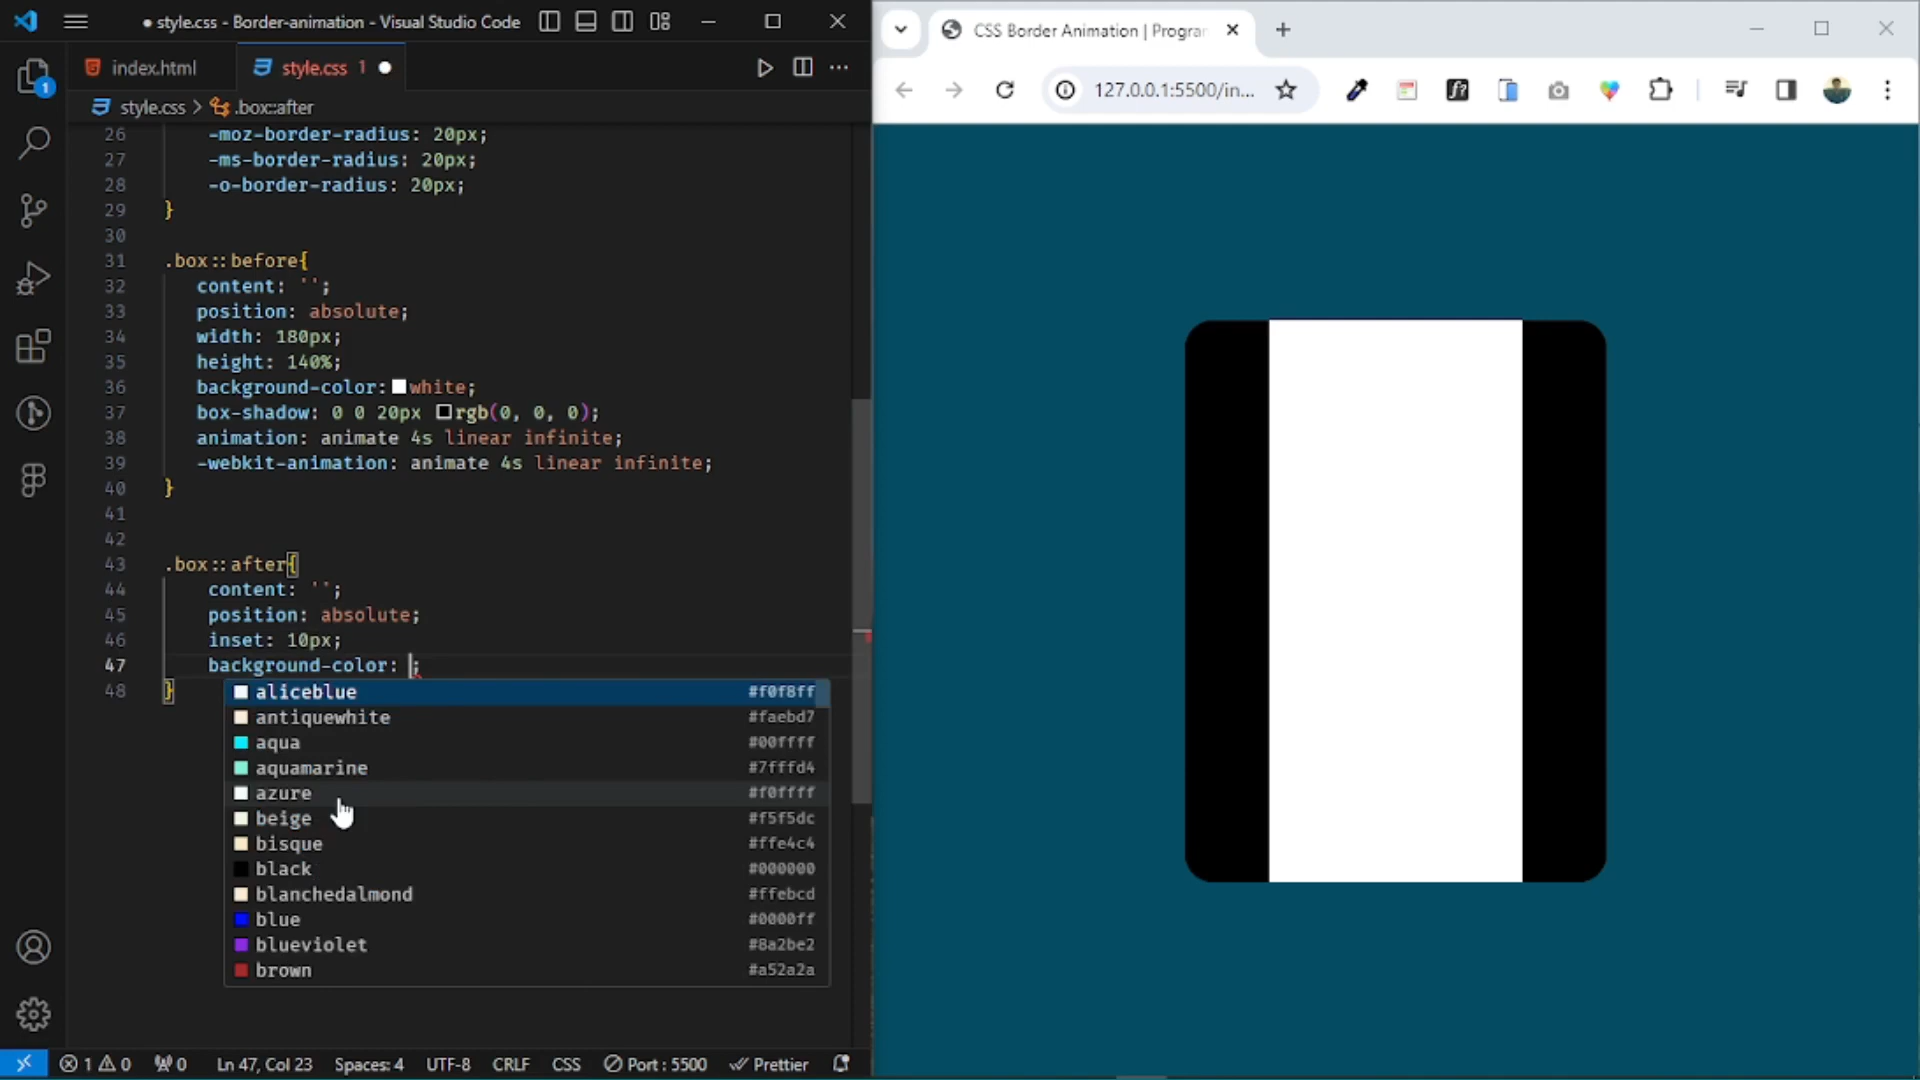 ● style.css - Border-animation - Visual Studio Code
index.html
style.css 1 ●
style.css > .box::after
26 -moz-border-radius: 20px;
27 -ms-border-radius: 20px;
28 -o-border-radius: 20px;
29 }
30
31 .box::before{
32 content: '';
33 position: absolute;
34 width: 180px;
35 height: 140%;
36 background-color: white;
37 box-shadow: 0 0 20px rgb(0, 0, 0);
38 animation: animate 4s linear infinite;
39 -webkit-animation: animate 4s linear infinite;
40 }
41
42
43 .box::after{
44 content: '';
45 position: absolute;
46 inset: 10px;
47 background-color: ;
48 }
aliceblue #f0f8ff
antiquewhite #faebd7
aqua #00ffff
aquamarine #7fffd4
azure #f0ffff
beige #f5f5dc
bisque #ffe4c4
black #000000
blanchedalmond #ffebcd
blue #0000ff
blueviolet #8a2be2
brown #a52a2a
1
1 0 0 Ln 47, Col 23 Spaces: 4 UTF-8 CRLF CSS Port : 5500 Prettier
CSS Border Animation | Progra
127.0.0.1:5500/in...
f?